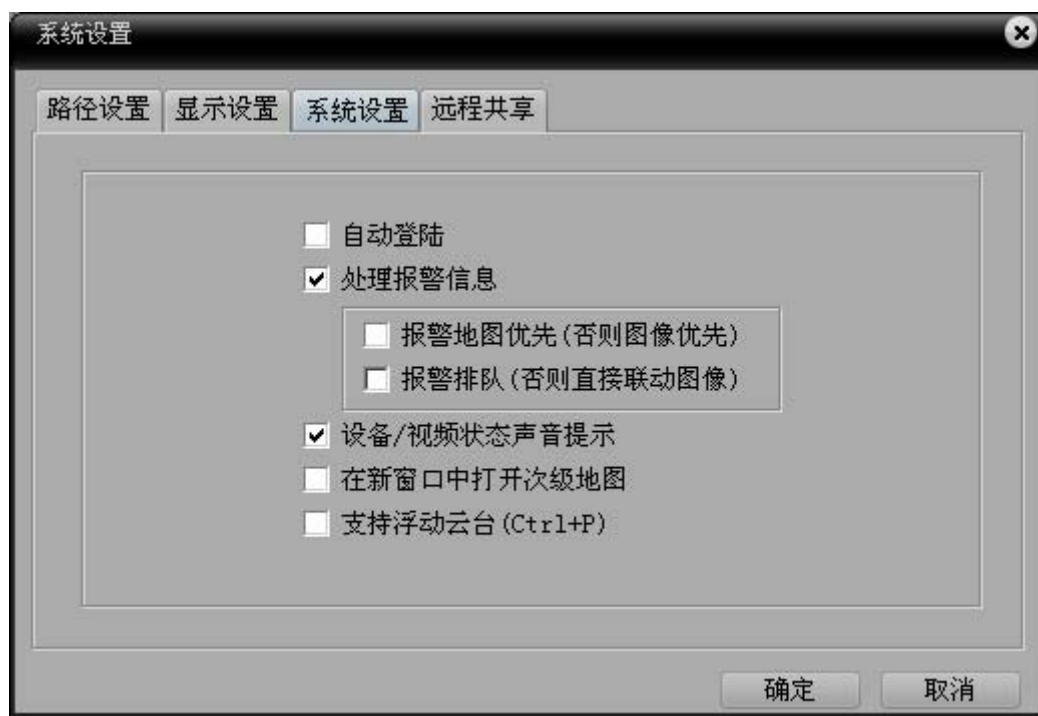 系统设置
路径设置 显示设置 系统设置 远程共享
自动登陆
处理报警信息
报警地图优先(否则图像优先)
报警排队(否则直接联动图像)
设备/视频状态声音提示
在新窗口中打开次级地图
支持浮动云台(Ctrl+P)
确定 取消